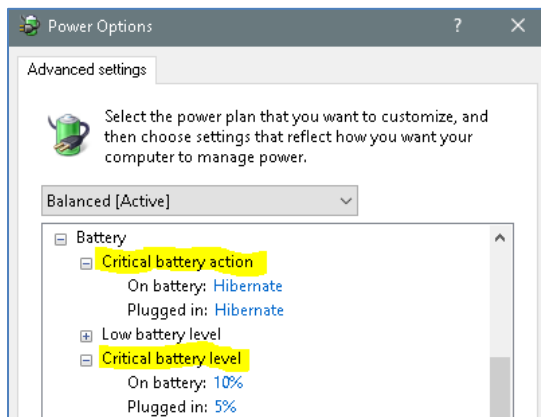 Power Options
Advanced settings
Select the power plan that you want to customize, and
then choose settings that reflect how you want your
computer to manage power.
Balanced [Active]
Battery
Critical battery action
On battery: Hibernate
Plugged in: Hibernate
Low battery level
Critical battery level
On battery: 10%
Plugged in: 5%